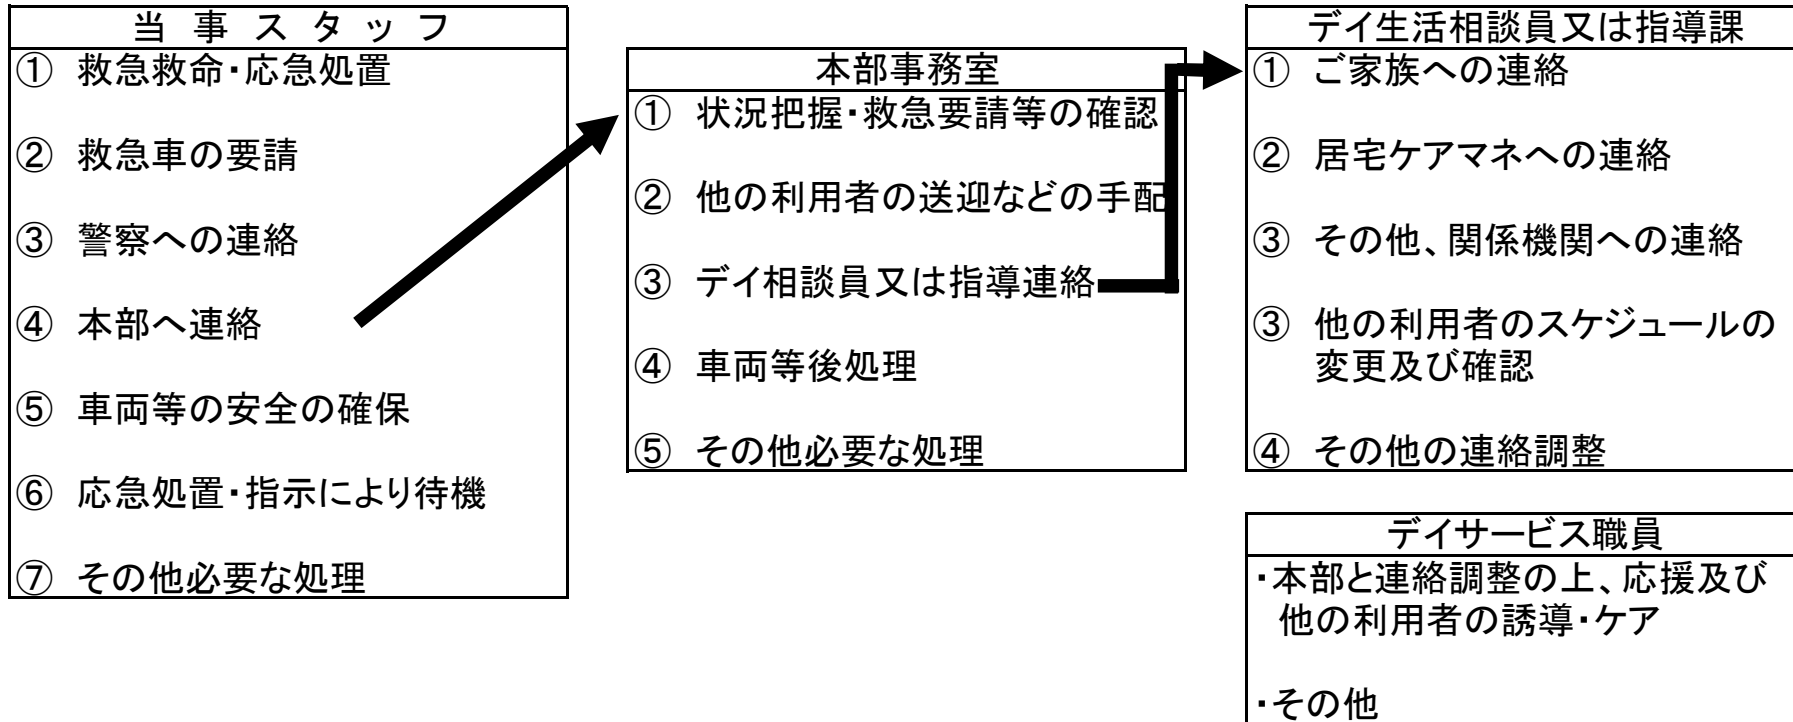 当 事 ス タ ッ フ
① 救急救命・応急処置
② 救急車の要請
③ 警察への連絡
④ 本部へ連絡
⑤ 車両等の安全の確保
⑥ 応急処置・指示により待機
⑦ その他必要な処理
本部事務室
① 状況把握・救急要請等の確認
② 他の利用者の送迎などの手配
③ デイ相談員又は指導連絡
④ 車両等後処理
⑤ その他必要な処理
デイ生活相談員又は指導課
① ご家族への連絡
② 居宅ケアマネへの連絡
③ その他、関係機関への連絡
③ 他の利用者のスケジュールの
変更及び確認
④ その他の連絡調整
デイサービス職員
・本部と連絡調整の上、応援及び
他の利用者の誘導・ケア
・その他